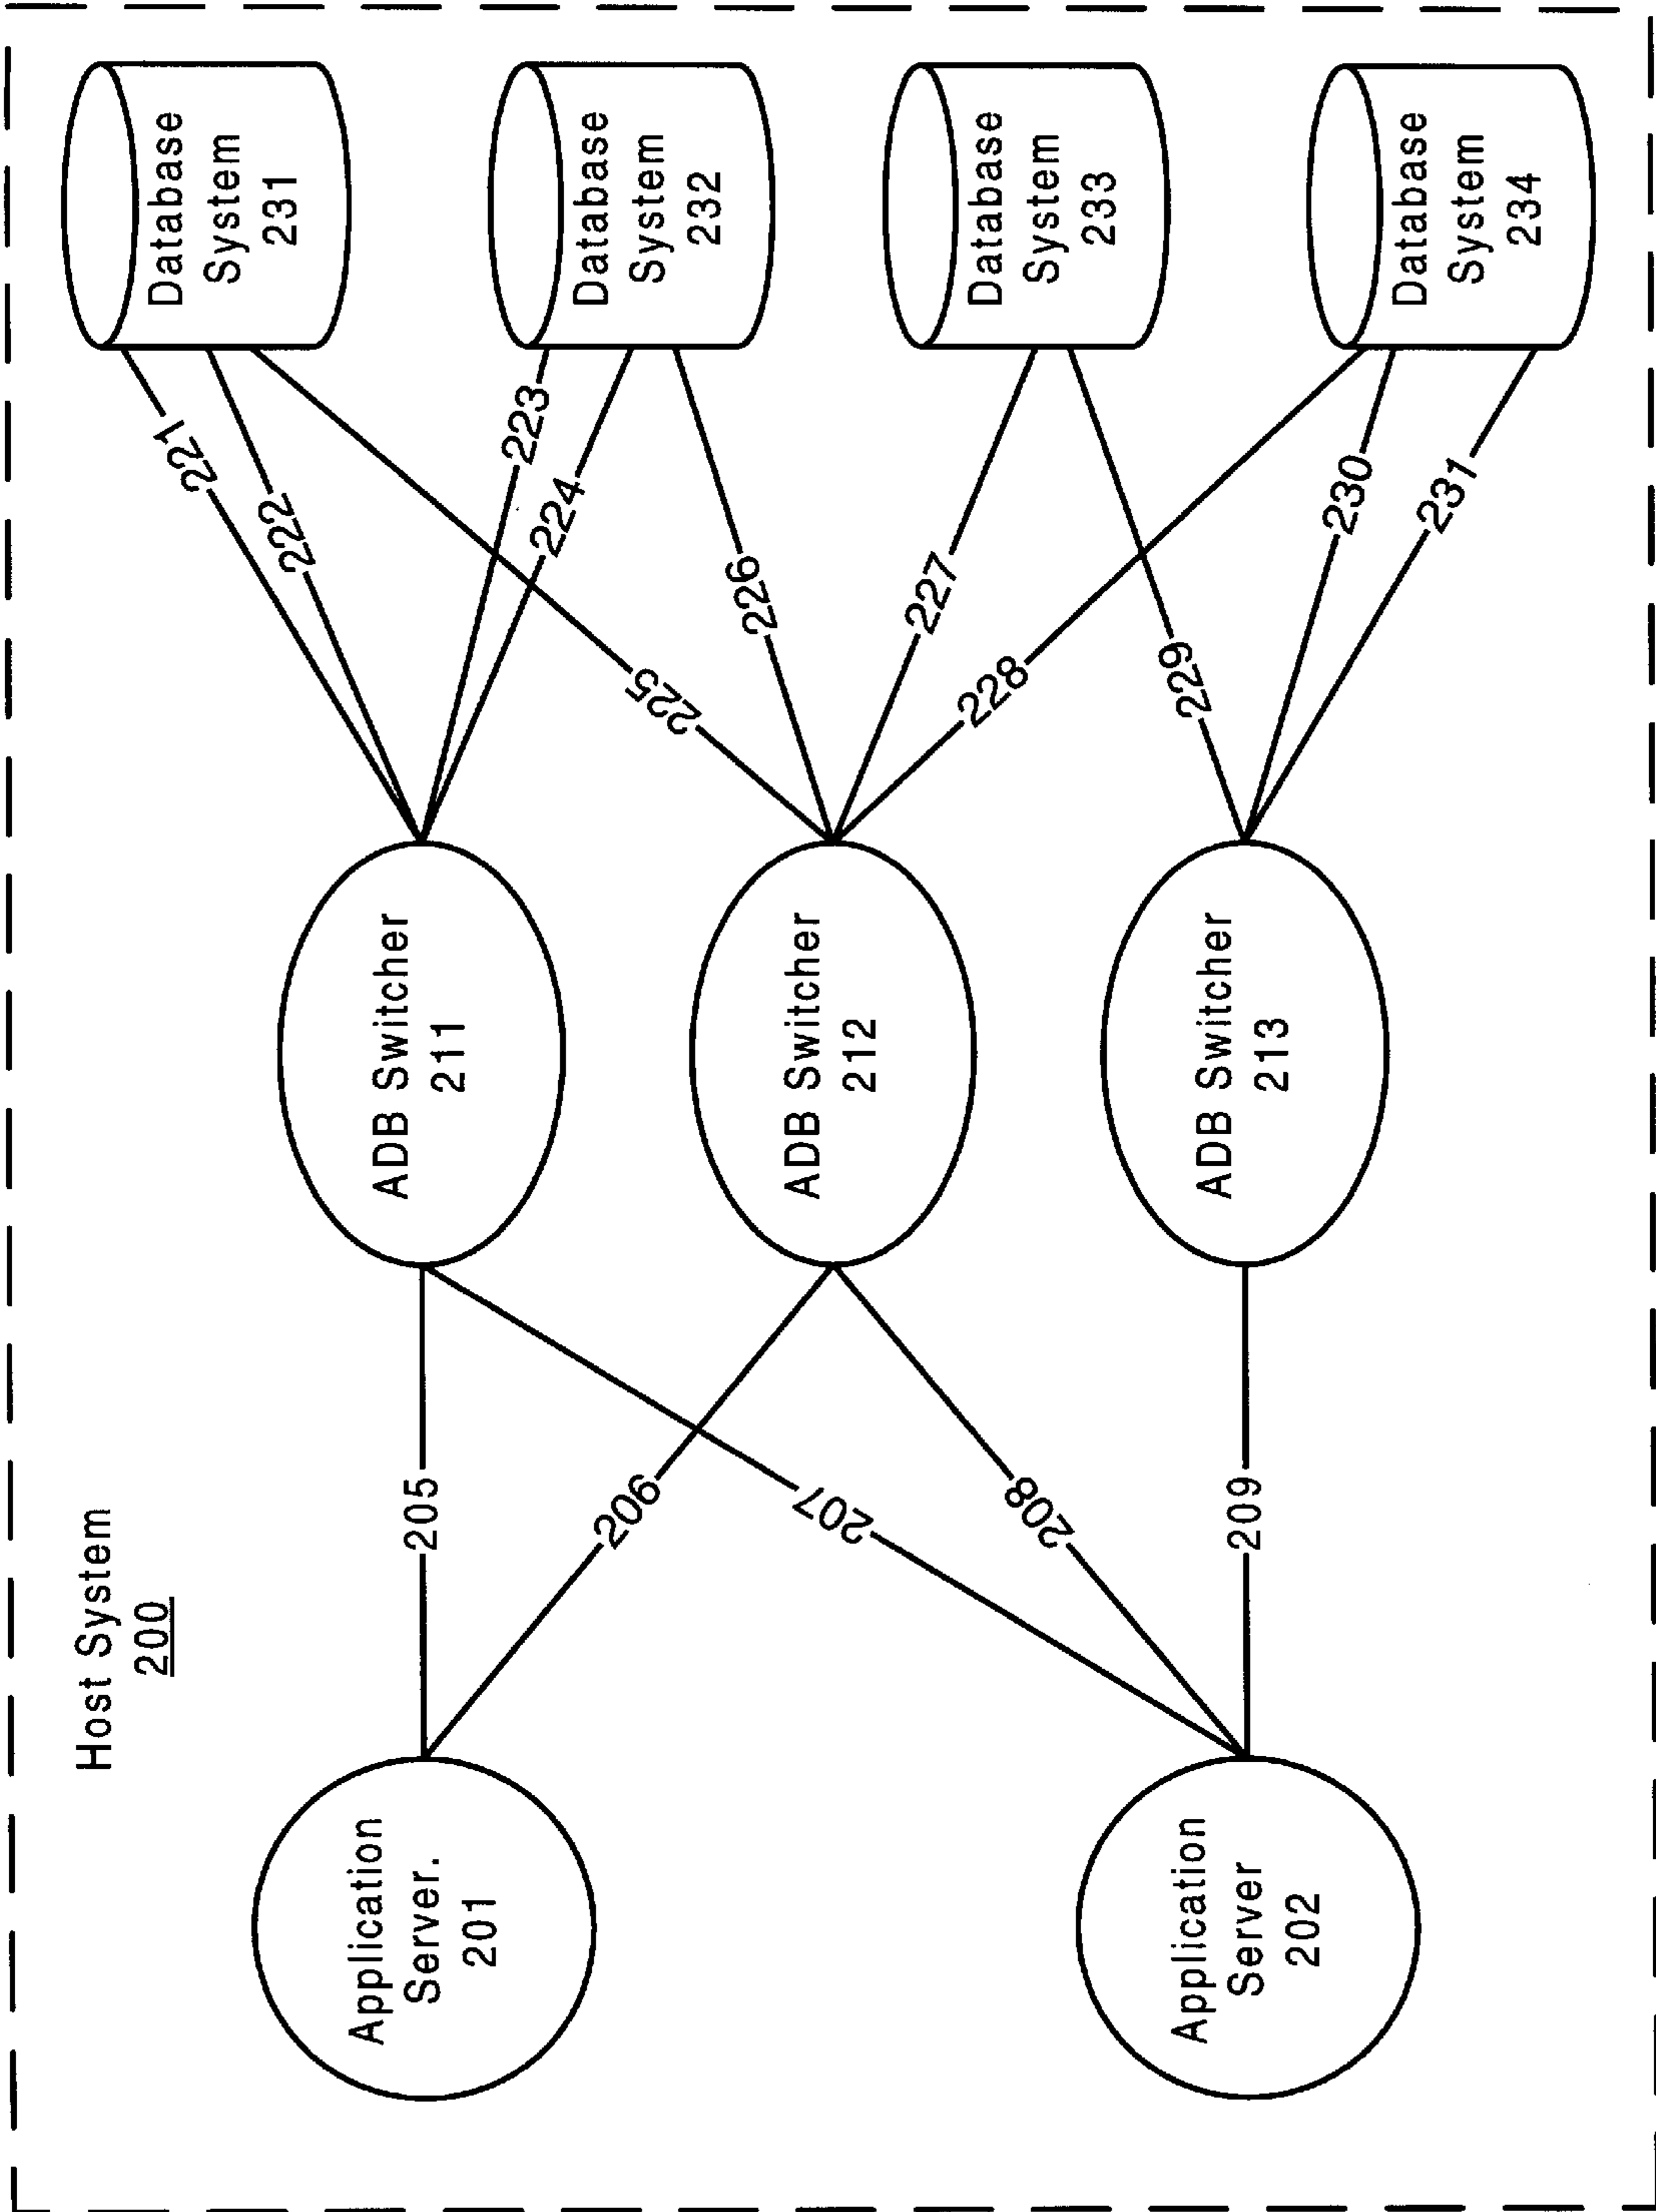 Host System
200
Application
Server.
201
Application
Server
202
205
206
207
208
209
ADB Switcher
211
ADB Switcher
212
ADB Switcher
213
221
222
223
224
225
226
227
228
229
230
231
Database
System
231
Database
System
232
Database
System
233
Database
System
234